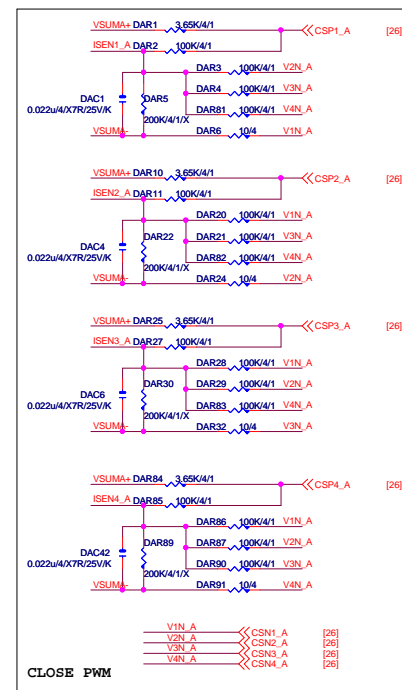 VSUMA+ DAR1 3.65K/4/1 CSP1_A [26]
ISEN1_A DAR2 100K/4/1
DAR3 100K/4/1 V2N_A
DAR4 100K/4/1 V3N_A
DAC1 DAR5 DAR81 100K/4/1 V4N_A
0.022u/4/X7R/25V/K 200K/4/1/X
VSUMA- DAR6 10/4 V1N_A
VSUMA+ DAR10 3.65K/4/1 CSP2_A [26]
ISEN2_A DAR11 100K/4/1
DAR20 100K/4/1 V1N_A
DAR21 100K/4/1 V3N_A
DAC4 DAR22 DAR82 100K/4/1 V4N_A
0.022u/4/X7R/25V/K 200K/4/1/X
VSUMA- DAR24 10/4 V2N_A
VSUMA+ DAR25 3.65K/4/1 CSP3_A [26]
ISEN3_A DAR27 100K/4/1
DAR28 100K/4/1 V1N_A
DAR29 100K/4/1 V2N_A
DAC6 DAR30 DAR83 100K/4/1 V4N_A
0.022u/4/X7R/25V/K 200K/4/1/X
VSUMA- DAR32 10/4 V3N_A
VSUMA+ DAR84 3.65K/4/1 CSP4_A [26]
ISEN4_A DAR85 100K/4/1
DAR86 100K/4/1 V1N_A
DAR87 100K/4/1 V2N_A
DAC42 DAR89 DAR90 100K/4/1 V3N_A
0.022u/4/X7R/25V/K 200K/4/1/X
VSUMA- DAR91 10/4 V4N_A
V1N_A CSN1_A [26]
V2N_A CSN2_A [26]
V3N_A CSN3_A [26]
V4N_A CSN4_A [26]
CLOSE PWM